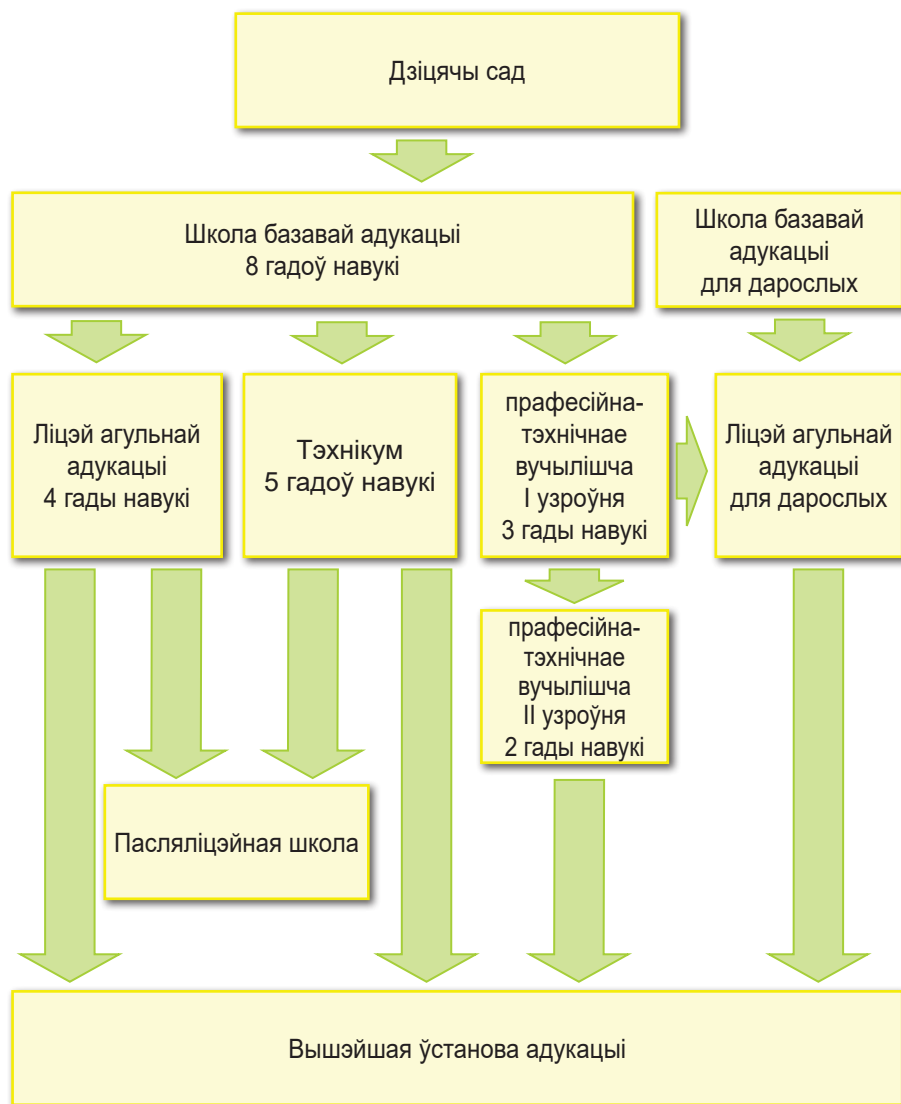 Дзіцячы сад
Школа базавай адукацыі
8 гадоў навукі
Школа базавай
адукацыі
для дарослых
Ліцэй агульнай
адукацыі
4 гады навукі
Тэхнікум
5 гадоў навукі
прафесійна-
тэхнічнае
вучылішча
I узроўня
3 гады навукі
Ліцэй агульнай
адукацыі
для дарослых
прафесійна-
тэхнічнае
вучылішча
II узроўня
2 гады навукі
Пасляліцэйная школа
Вышэйшая ўстанова адукацыі